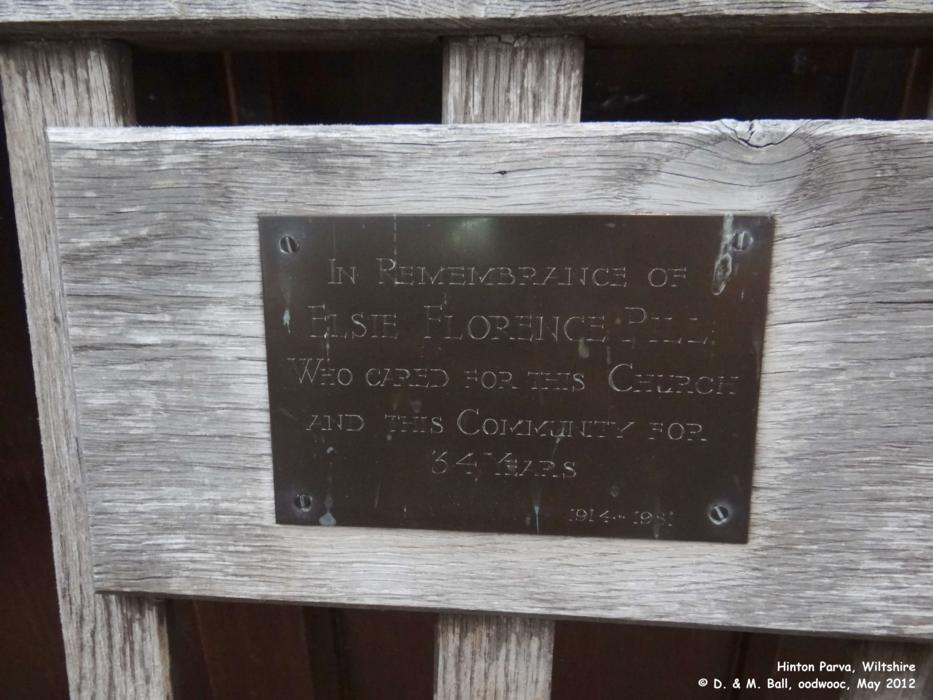 In Remembrance of
Elsie Florence Pill
Who cared for this Church
and this Community for
34 Years
1914 - 1981
Hinton Parva, Wiltshire
© D. & M. Ball, oodwooc, May 2012